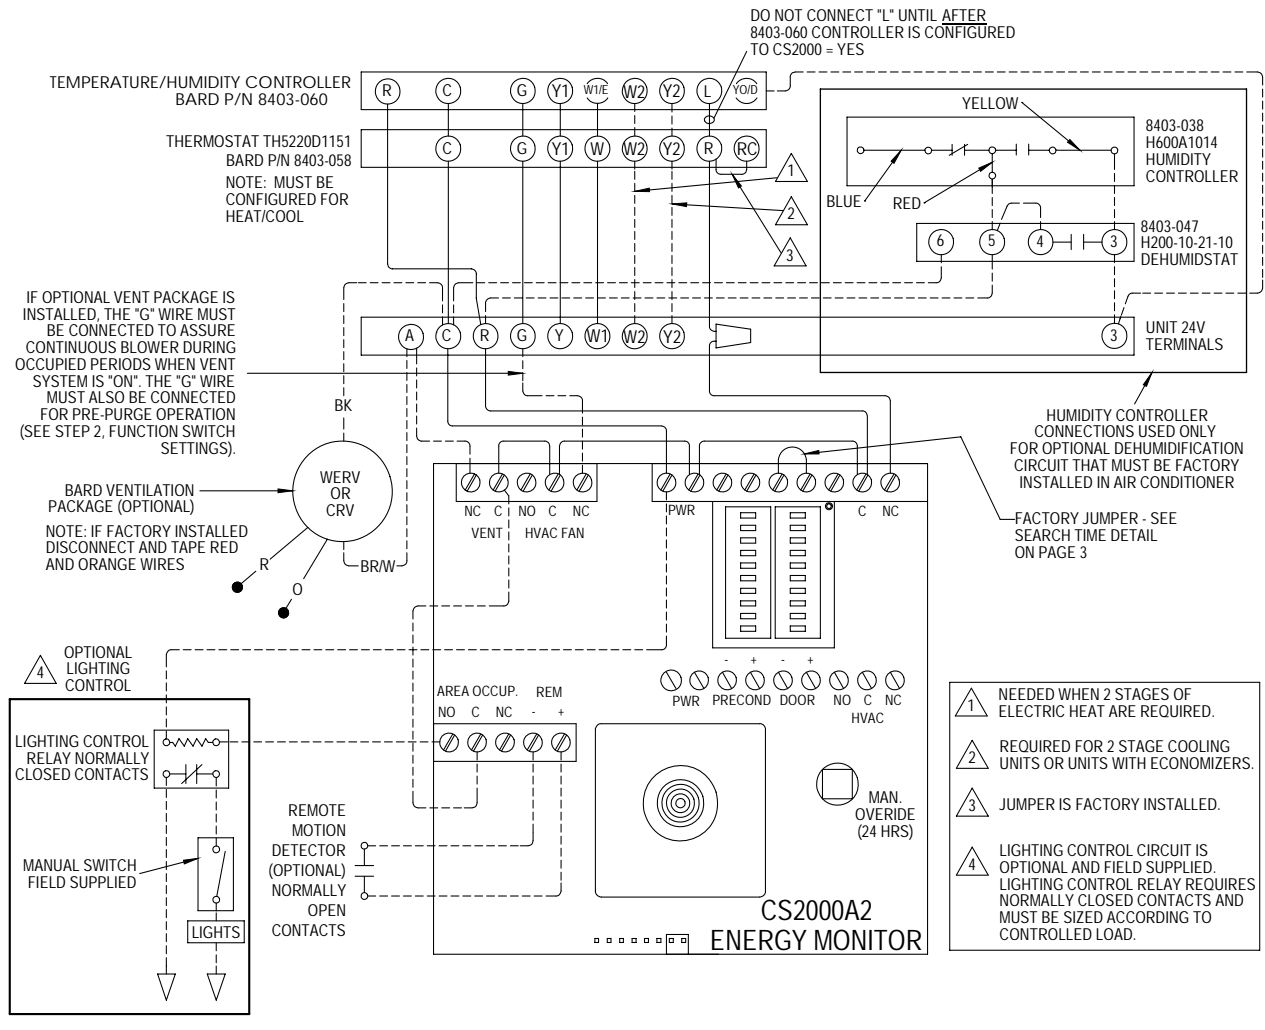 DO NOT CONNECT "L" UNTIL AFTER
8403-060 CONTROLLER IS CONFIGURED
TO CS2000 = YES
TEMPERATURE/HUMIDITY CONTROLLER
BARD P/N 8403-060
R C G Y1 W1/E W2 Y2 L YO/D
THERMOSTAT TH5220D1151
BARD P/N 8403-058
C G Y1 W W2 Y2 R RC
NOTE: MUST BE
CONFIGURED FOR
HEAT/COOL
1
2
3
YELLOW
BLUE
RED
8403-038
H600A1014
HUMIDITY
CONTROLLER
6 5 4 3
8403-047
H200-10-21-10
DEHUMIDSTAT
IF OPTIONAL VENT PACKAGE IS
INSTALLED, THE "G" WIRE MUST
BE CONNECTED TO ASSURE
CONTINUOUS BLOWER DURING
OCCUPIED PERIODS WHEN VENT
SYSTEM IS "ON". THE "G" WIRE
MUST ALSO BE CONNECTED
FOR PRE-PURGE OPERATION
(SEE STEP 2, FUNCTION SWITCH
SETTINGS).
A C R G Y W1 W2 Y2 3
UNIT 24V
TERMINALS
HUMIDITY CONTROLLER
CONNECTIONS USED ONLY
FOR OPTIONAL DEHUMIDIFICATION
CIRCUIT THAT MUST BE FACTORY
INSTALLED IN AIR CONDITIONER
BK
WERV
OR
CRV
BARD VENTILATION
PACKAGE (OPTIONAL)
NOTE: IF FACTORY INSTALLED
DISCONNECT AND TAPE RED
AND ORANGE WIRES
R
O
BR/W
NC C NO C NC
VENT HVAC FAN
PWR C NC
FACTORY JUMPER - SEE
SEARCH TIME DETAIL
ON PAGE 3
4
OPTIONAL
LIGHTING
CONTROL
LIGHTING CONTROL
RELAY NORMALLY
CLOSED CONTACTS
MANUAL SWITCH
FIELD SUPPLIED
LIGHTS
AREA OCCUP. REM
NO C NC - +
- + - +
PWR PRECOND DOOR NO C NC
HVAC
REMOTE
MOTION
DETECTOR
(OPTIONAL)
NORMALLY
OPEN
CONTACTS
MAN.
OVERIDE
(24 HRS)
CS2000A2
ENERGY MONITOR
1 NEEDED WHEN 2 STAGES OF
ELECTRIC HEAT ARE REQUIRED.
2 REQUIRED FOR 2 STAGE COOLING
UNITS OR UNITS WITH ECONOMIZERS.
3 JUMPER IS FACTORY INSTALLED.
4 LIGHTING CONTROL CIRCUIT IS
OPTIONAL AND FIELD SUPPLIED.
LIGHTING CONTROL RELAY REQUIRES
NORMALLY CLOSED CONTACTS AND
MUST BE SIZED ACCORDING TO
CONTROLLED LOAD.